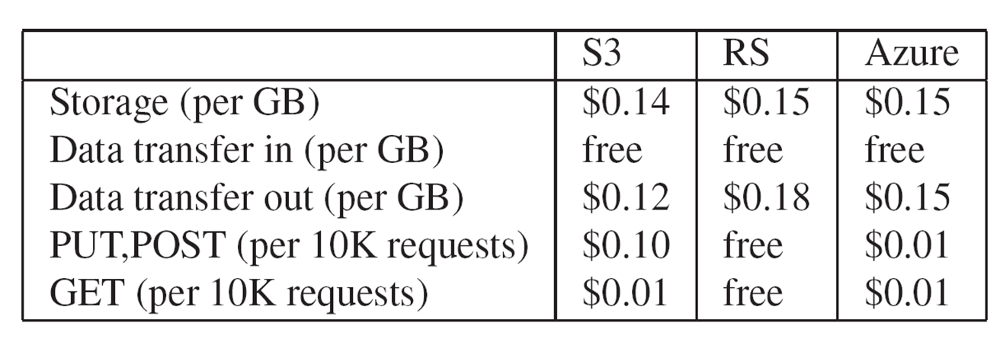 S3 RS Azure
Storage (per GB) $0.14 $0.15 $0.15
Data transfer in (per GB) free free free
Data transfer out (per GB) $0.12 $0.18 $0.15
PUT,POST (per 10K requests) $0.10 free $0.01
GET (per 10K requests) $0.01 free $0.01